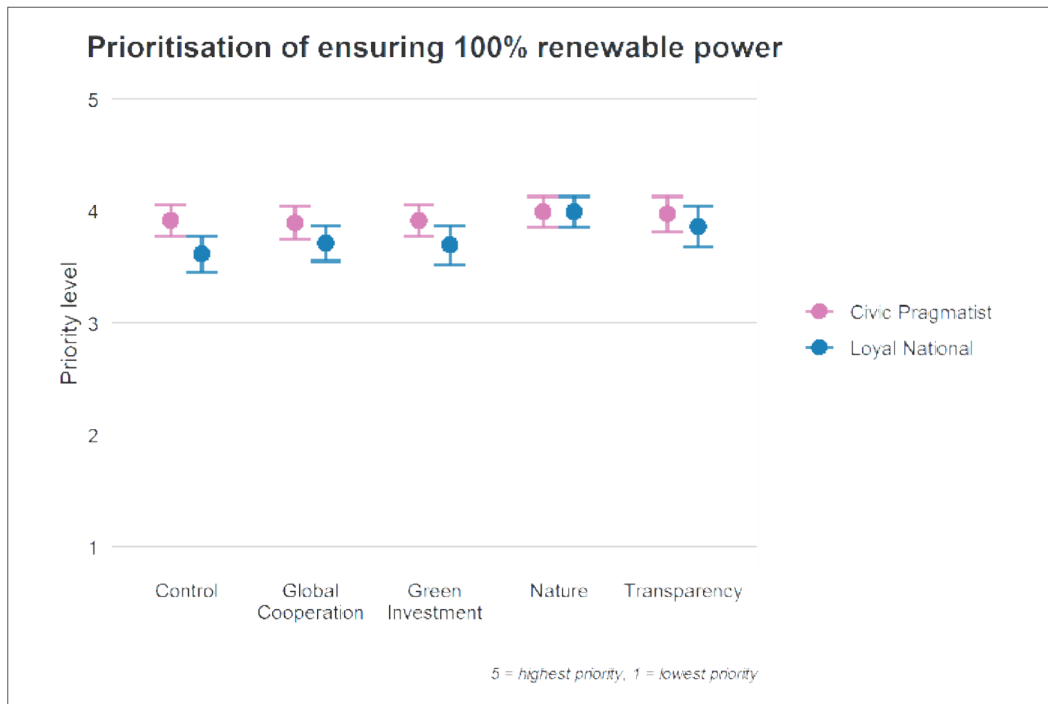 Prioritisation of ensuring 100% renewable power
5
4
3
2
1
Priority level
Control
Global
Cooperation
Green
Investment
Nature
Transparency
Civic Pragmatist
Loyal National
5 = highest priority, 1 = lowest priority